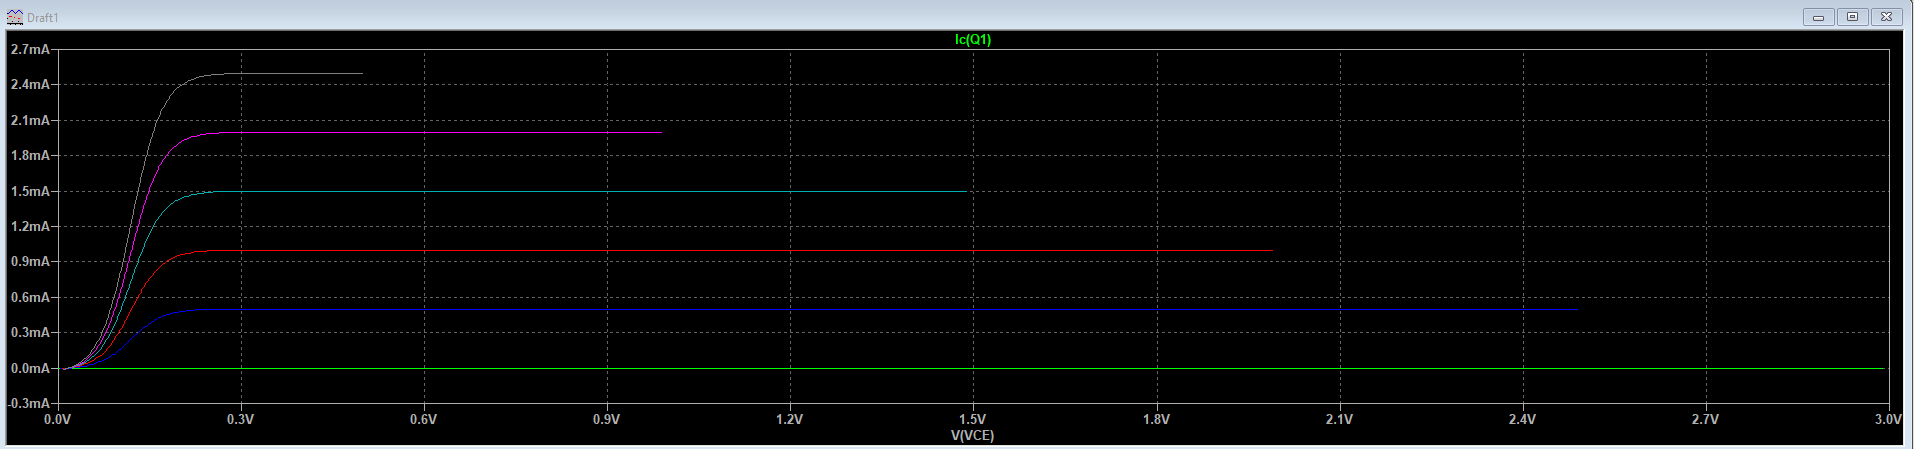 Draft1
Ic(Q1)
2.7mA
2.4mA
2.1mA
1.8mA
1.5mA
1.2mA
0.9mA
0.6mA
0.3mA
0.0mA
-0.3mA
0.0V 0.3V 0.6V 0.9V 1.2V 1.5V 1.8V 2.1V 2.4V 2.7V 3.0V
V(VCE)